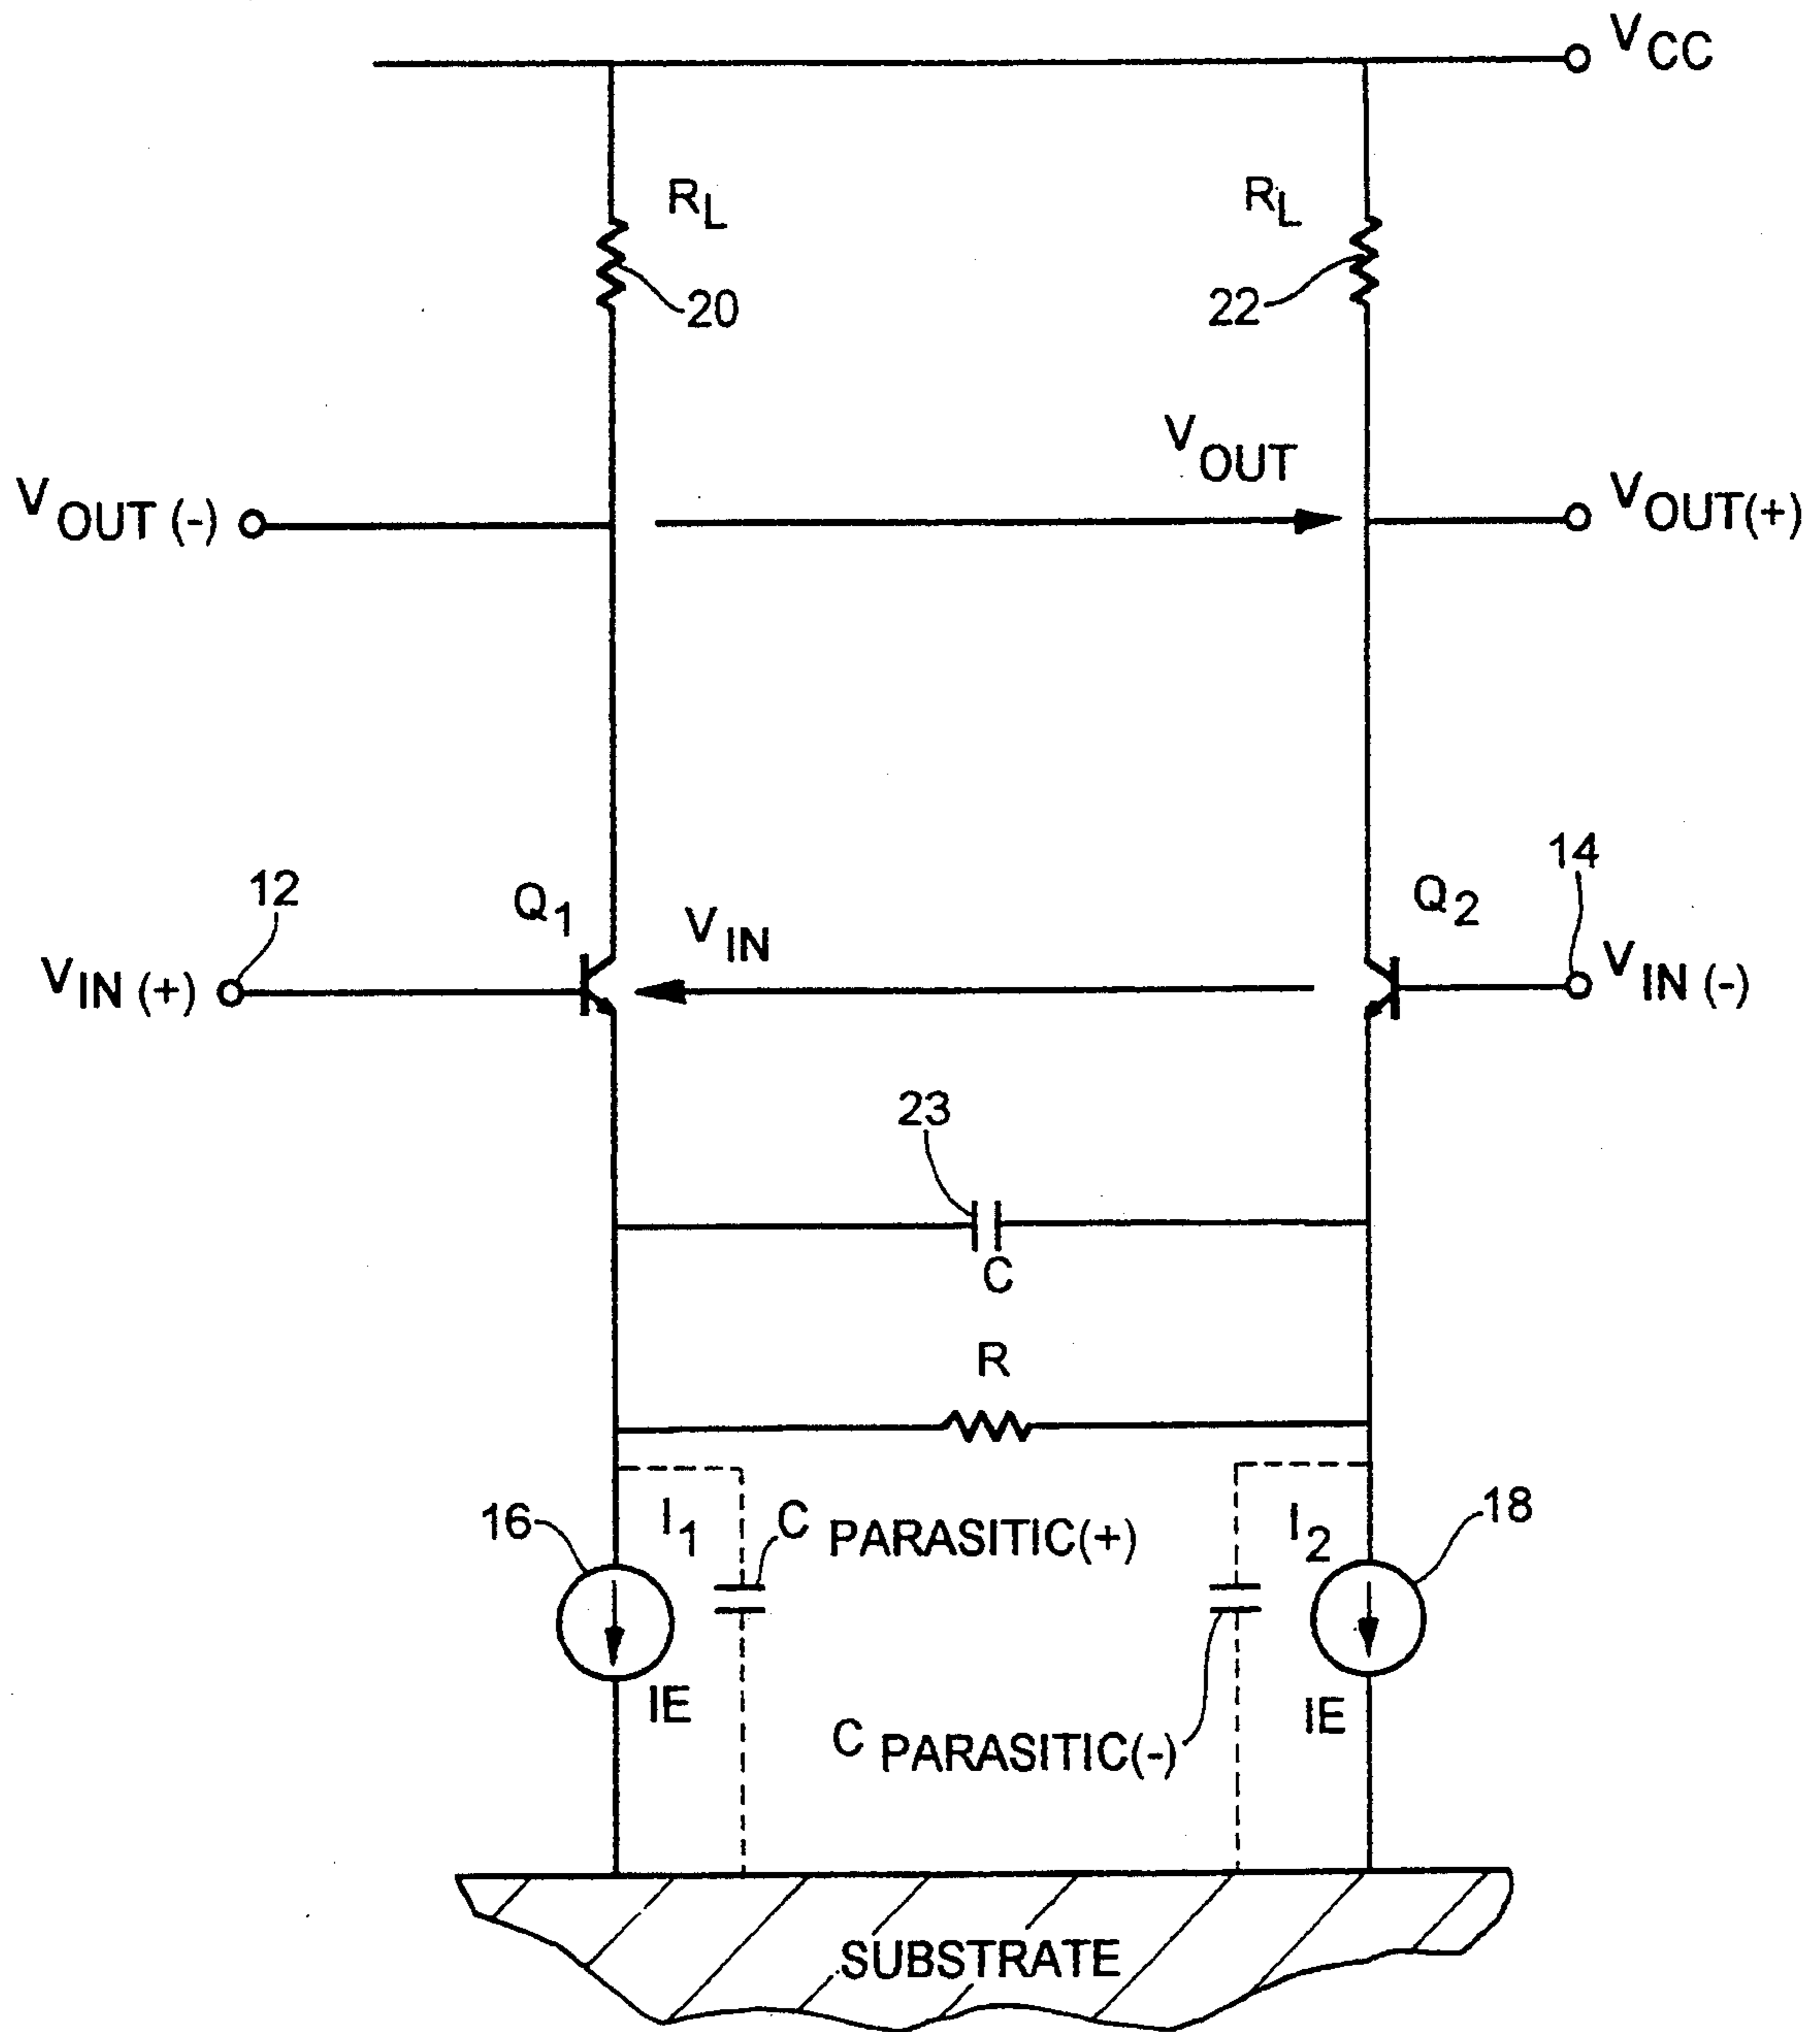 VCC
RL
RL
20
22
VOUT
VOUT (-)
VOUT(+)
12
Q1
VIN
Q2
14
VIN (+)
VIN (-)
23
C
R
16
I1
C PARASITIC(+)
I2
18
IE
C PARASITIC(-)
IE
SUBSTRATE